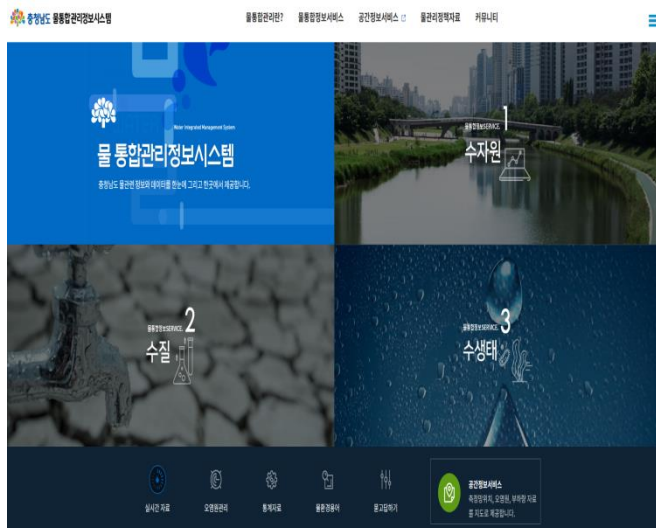 충청남도 물통합관리정보시스템
물통합관리란? 물통합정보서비스 공간정보서비스 물관리정책자료 커뮤니티
Water Integrated Management System
물 통합관리정보시스템
충청남도 물관련 정보와 데이터를 한눈에 그리고 한곳에서 제공합니다.
물통합정보SERVICE. 1
수자원
물통합정보SERVICE. 2
수질
물통합정보SERVICE. 3
수생태
실시간 자료 오염원관리 통계자료 물환경용어 묻고답하기
공간정보서비스
측정망위치, 오염원, 부하량 자료
를 지도로 제공합니다.